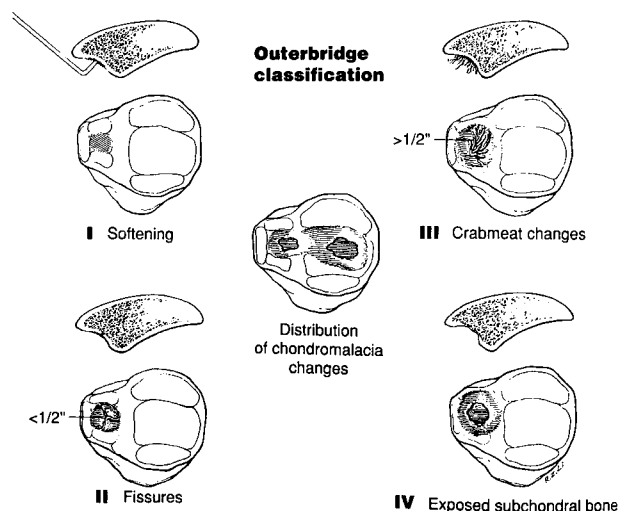 Outerbridge
classification
I Softening
>1/2"
III Crabmeat changes
Distribution
of chondromalacia
changes
<1/2"
II Fissures
IV Exposed subchondral bone